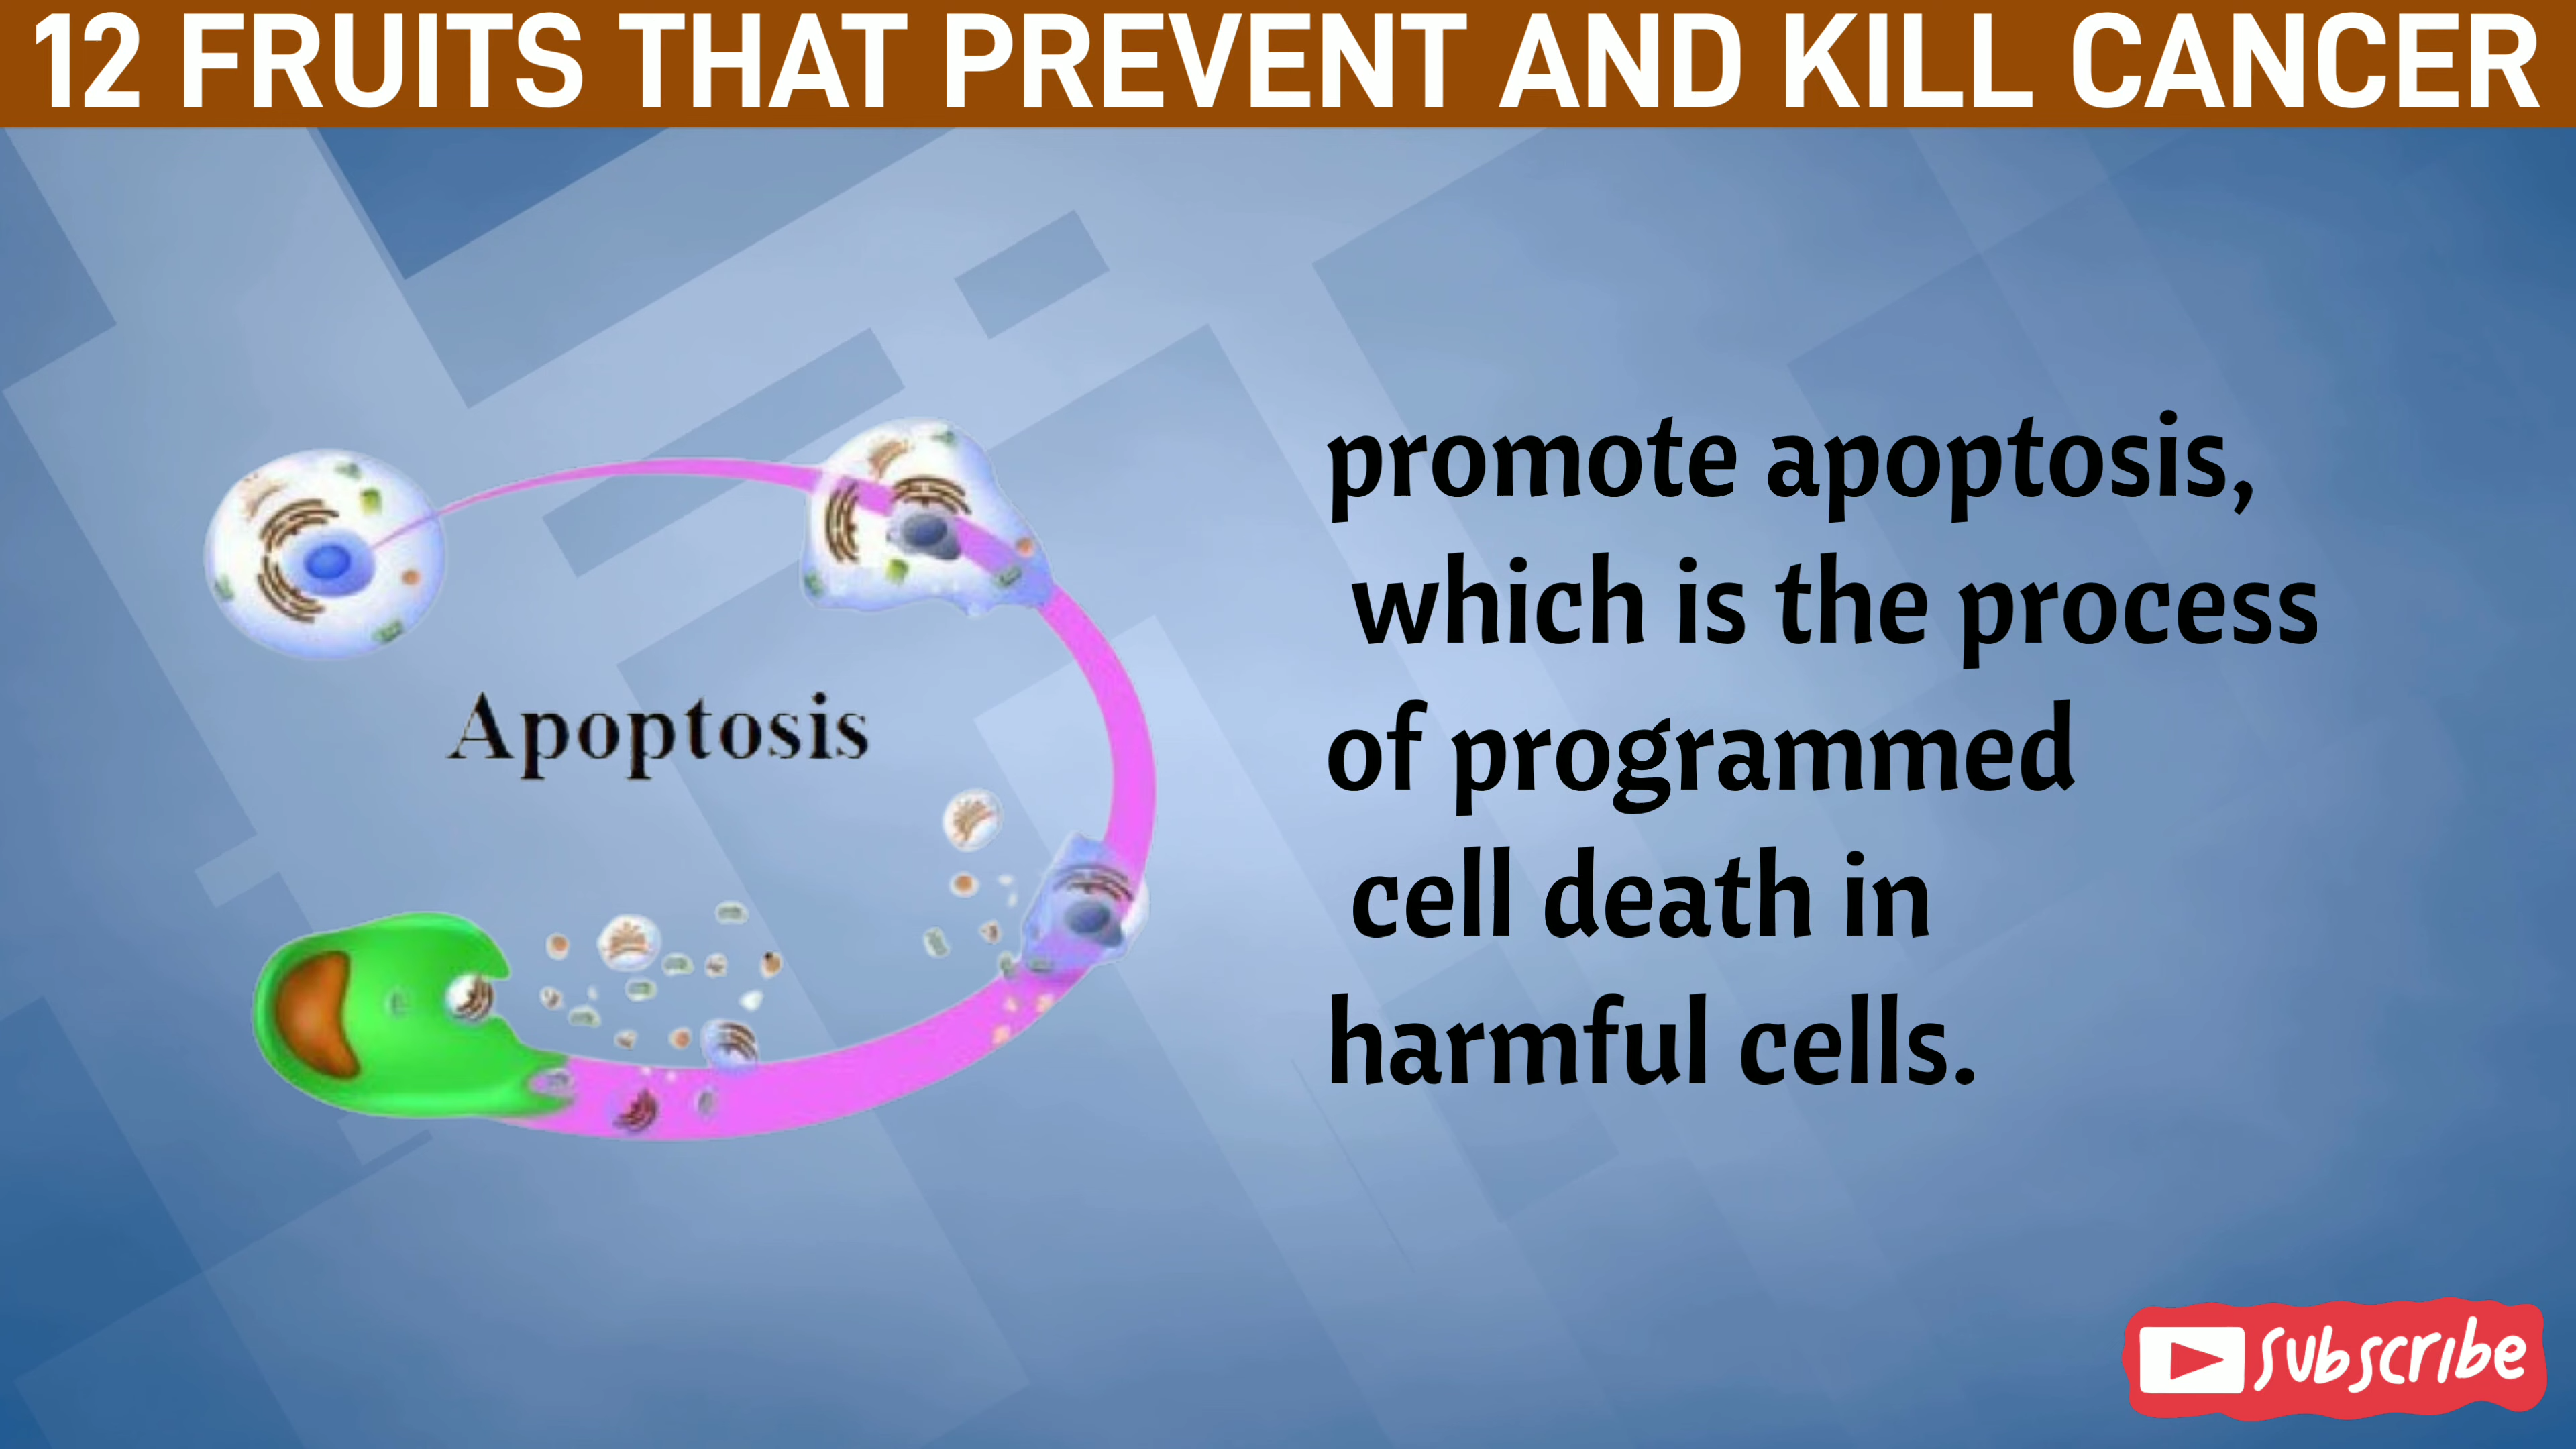 12 FRUITS THAT PREVENT AND KILL CANCER
Apoptosis
promote apoptosis,
which is the process
of programmed
cell death in
harmful cells.
subscribe